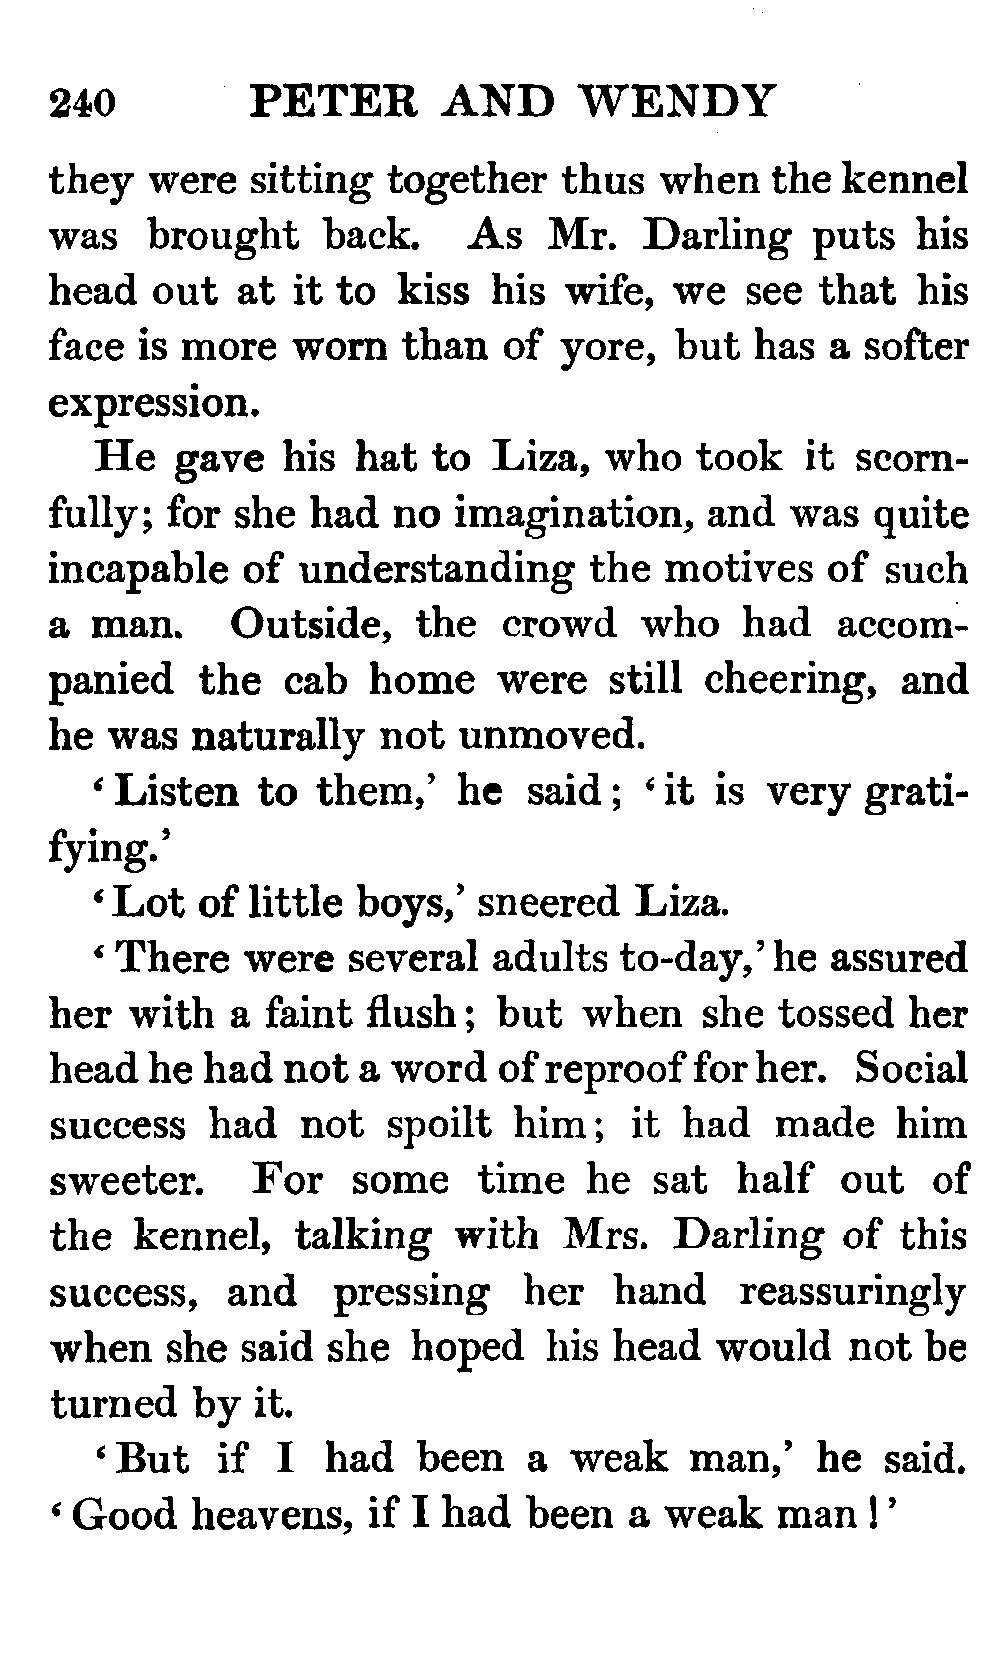 240 PETER AND WENDY
they were sitting together thus when the kennel
was brought back. As Mr. Darling puts his
head out at it to kiss his wife, we see that his
face is more worn than of yore, but has a softer
expression.
He gave his hat to Liza, who took it scorn-
fully; for she had no imagination, and was quite
incapable of understanding the motives of such
a man. Outside, the crowd who had accom-
panied the cab home were still cheering, and
he was naturally not unmoved.
‘Listen to them,’ he said; ‘it is very grati-
fying.’
‘Lot of little boys,’ sneered Liza.
‘There were several adults to-day,’ he assured
her with a faint flush; but when she tossed her
head he had not a word of reproof for her. Social
success had not spoilt him; it had made him
sweeter. For some time he sat half out of
the kennel, talking with Mrs. Darling of this
success, and pressing her hand reassuringly
when she said she hoped his head would not be
turned by it.
‘But if I had been a weak man,’ he said.
‘Good heavens, if I had been a weak man!’